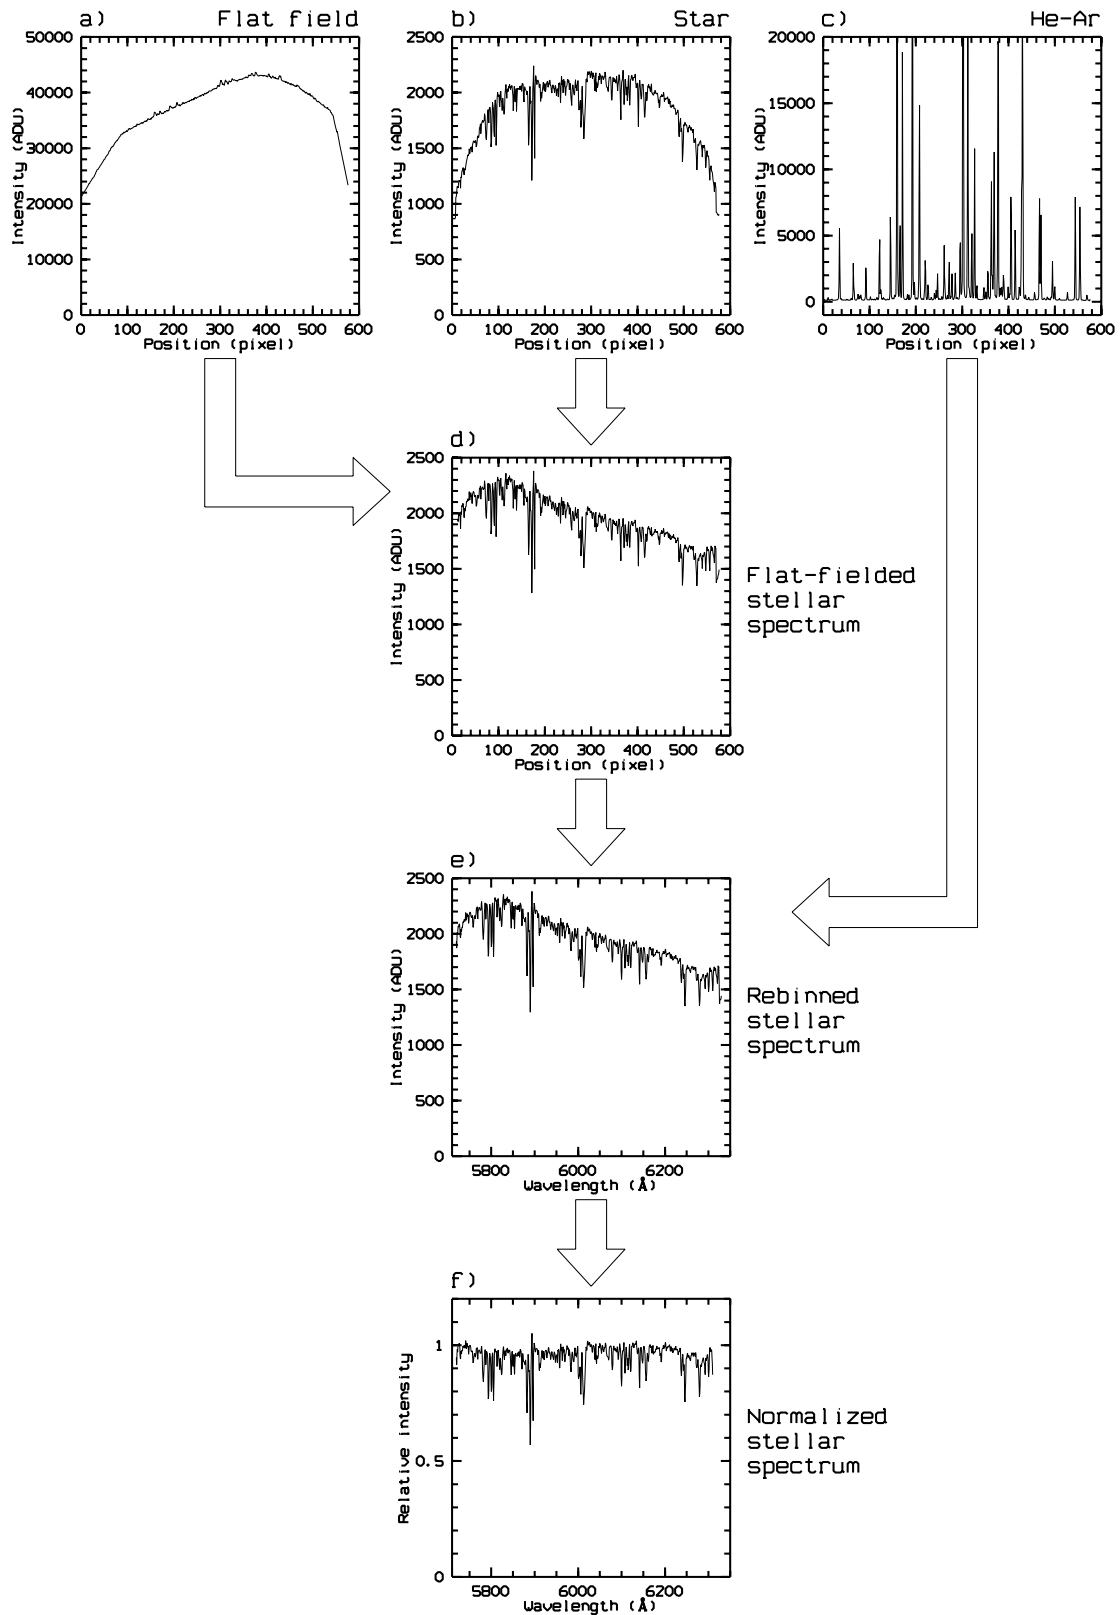 a) Flat field
b) Star
c) He-Ar
50000
40000
30000
20000
10000
0
Intensity (ADU)
0 100 200 300 400 500 600
Position (pixel)
2500
2000
1500
1000
500
0
Intensity (ADU)
0 100 200 300 400 500 600
Position (pixel)
20000
15000
10000
5000
0
Intensity (ADU)
0 100 200 300 400 500 600
Position (pixel)
d)
2500
2000
1500
1000
500
0
Intensity (ADU)
0 100 200 300 400 500 600
Position (pixel)
Flat-fielded
stellar
spectrum
e)
2500
2000
1500
1000
500
0
Intensity (ADU)
5800 6000 6200
Wavelength (Å)
Rebinned
stellar
spectrum
f)
1
0.5
0
Relative intensity
5800 6000 6200
Wavelength (Å)
Normalized
stellar
spectrum